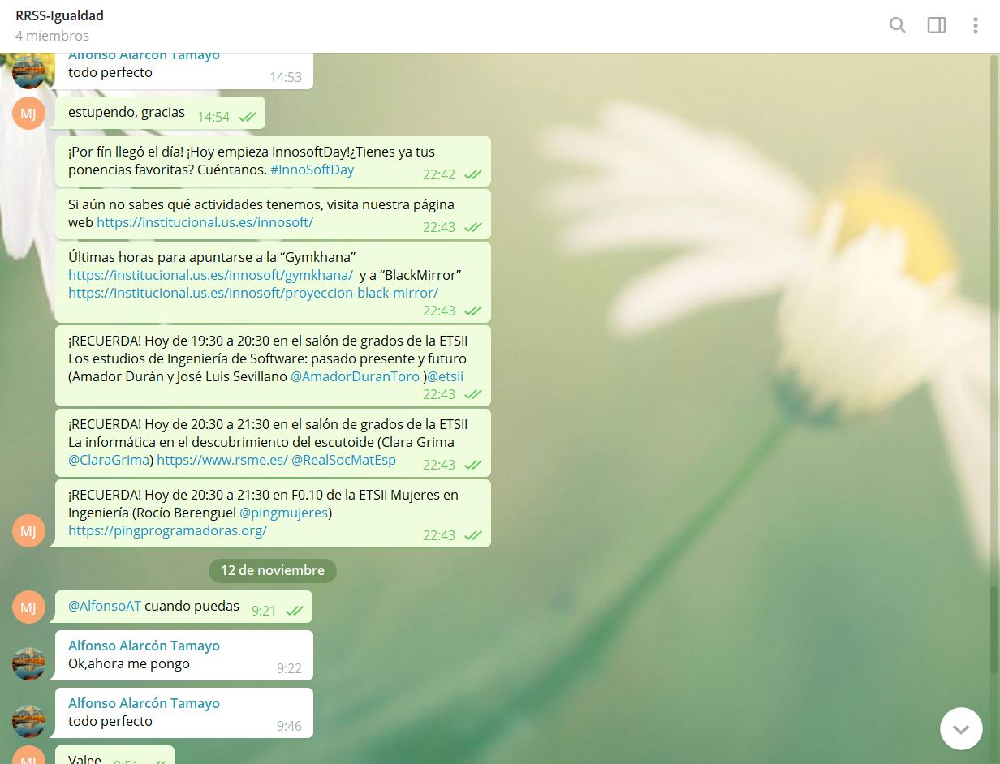 RRSS-Igualdad
4 miembros
Alfonso Alarcón Tamayo
todo perfecto
14:53
MJ
estupendo, gracias
14:54
¡Por fín llegó el día! ¡Hoy empieza InnosoftDay!¿Tienes ya tus
ponencias favoritas? Cuéntanos. #InnoSoftDay
22:42
Si aún no sabes qué actividades tenemos, visita nuestra página
web https://institucional.us.es/innosoft/
22:43
Últimas horas para apuntarse a la “Gymkhana”
https://institucional.us.es/innosoft/gymkhana/ y a “BlackMirror”
https://institucional.us.es/innosoft/proyeccion-black-mirror/
22:43
¡RECUERDA! Hoy de 19:30 a 20:30 en el salón de grados de la ETSII
Los estudios de Ingeniería de Software: pasado presente y futuro
(Amador Durán y José Luis Sevillano @AmadorDuranToro )@etsii
22:43
¡RECUERDA! Hoy de 20:30 a 21:30 en el salón de grados de la ETSII
La informática en el descubrimiento del escutoide (Clara Grima
@ClaraGrima) https://www.rsme.es/ @RealSocMatEsp
22:43
¡RECUERDA! Hoy de 20:30 a 21:30 en F0.10 de la ETSII Mujeres en
Ingeniería (Rocío Berenguel @pingmujeres)
https://pingprogramadoras.org/
22:43
MJ
12 de noviembre
MJ
@AlfonsoAT cuando puedas
9:21
Alfonso Alarcón Tamayo
Ok,ahora me pongo
9:22
Alfonso Alarcón Tamayo
todo perfecto
9:46
MJ
Valee
9:51